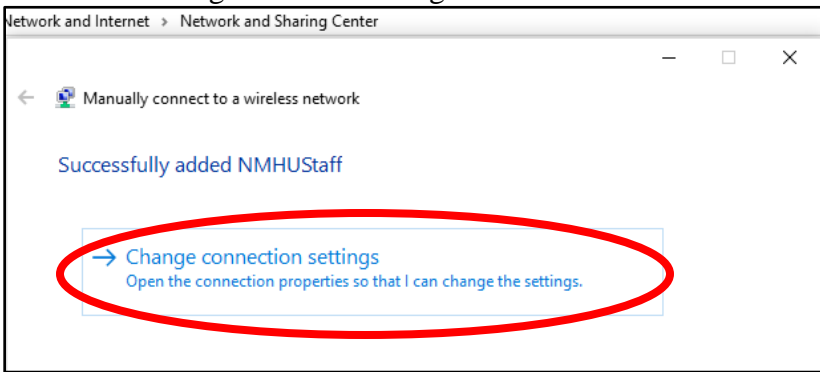 Network and Internet > Network and Sharing Center
Manually connect to a wireless network
Successfully added NMHUStaff
Change connection settings
Open the connection properties so that I can change the settings.